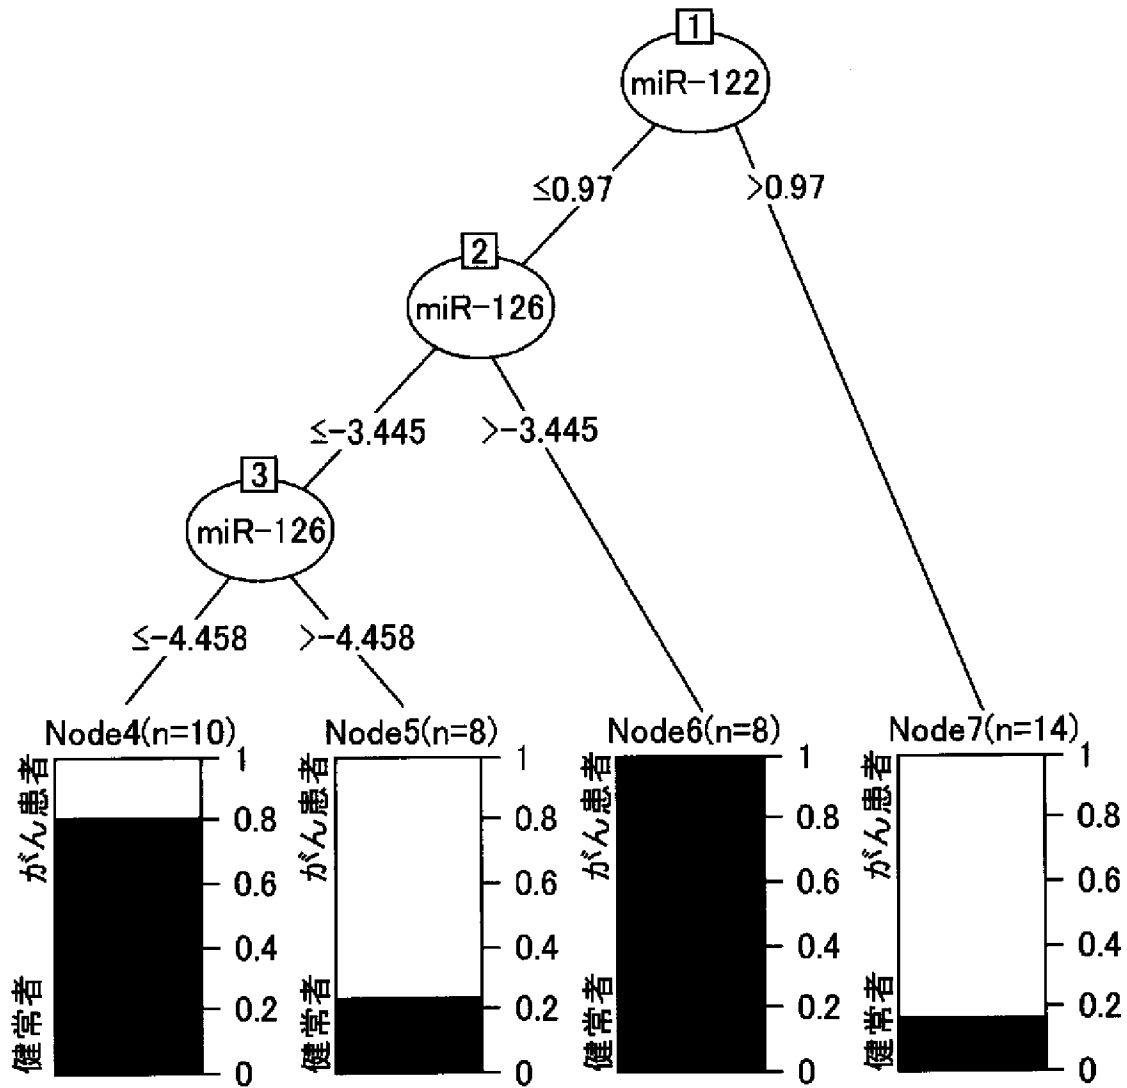 1
miR-122
≤0.97
>0.97
2
miR-126
≤-3.445
>-3.445
3
miR-126
≤-4.458
>-4.458
Node4(n=10)
がん患者
健常者
1
0.8
0.6
0.4
0.2
0
Node5(n=8)
がん患者
健常者
1
0.8
0.6
0.4
0.2
0
Node6(n=8)
がん患者
健常者
1
0.8
0.6
0.4
0.2
0
Node7(n=14)
がん患者
健常者
1
0.8
0.6
0.4
0.2
0